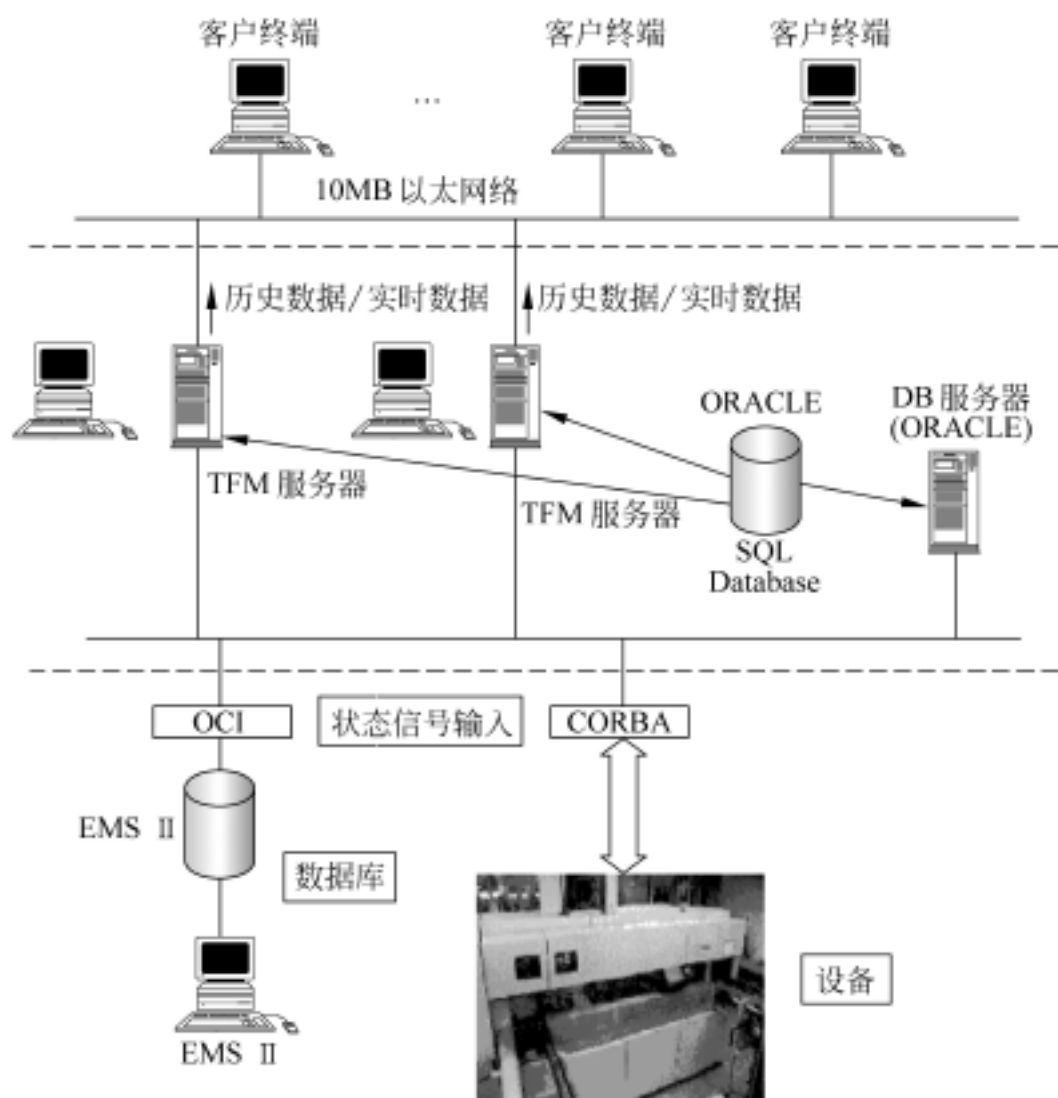 客户终端 客户终端 客户终端
…
10MB 以太网络
历史数据/实时数据 历史数据/实时数据
ORACLE
DB 服务器
(ORACLE)
TFM 服务器
TFM 服务器
SQL
Database
OCI
状态信号输入
CORBA
EMS II
数据库
设备
EMS II